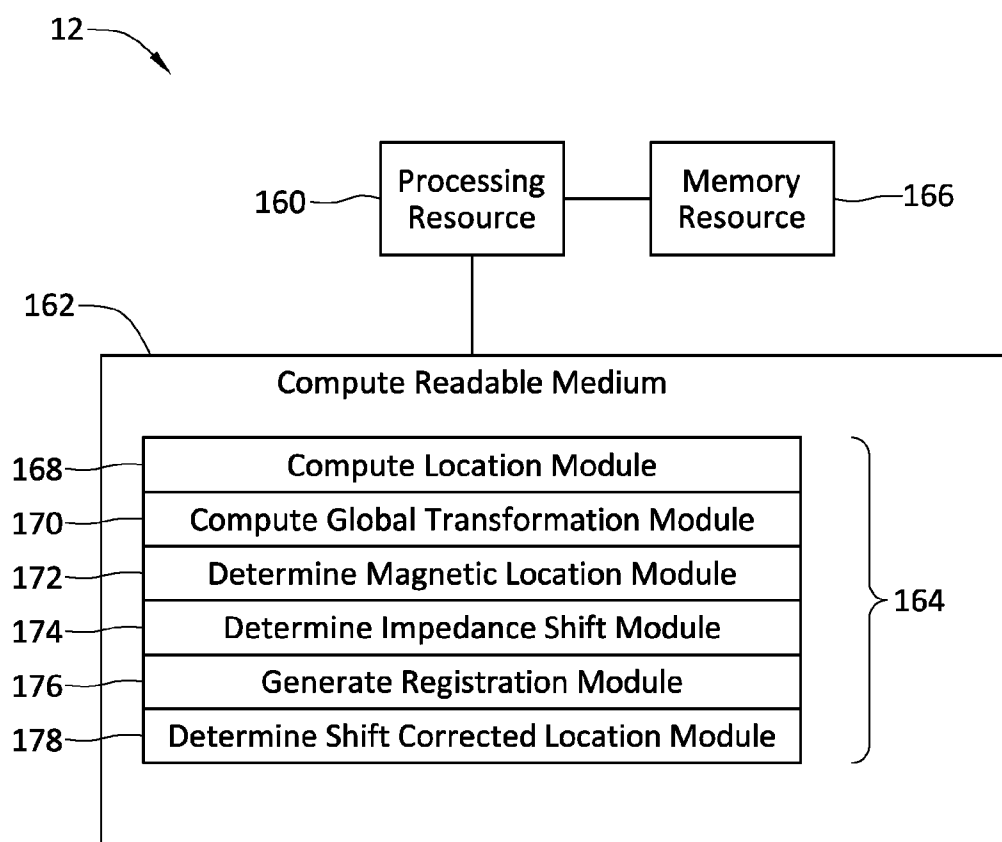 12
Processing
Resource
160
Memory
Resource
166
162
Compute Readable Medium
168
Compute Location Module
170
Compute Global Transformation Module
172
Determine Magnetic Location Module
174
Determine Impedance Shift Module
164
176
Generate Registration Module
178
Determine Shift Corrected Location Module